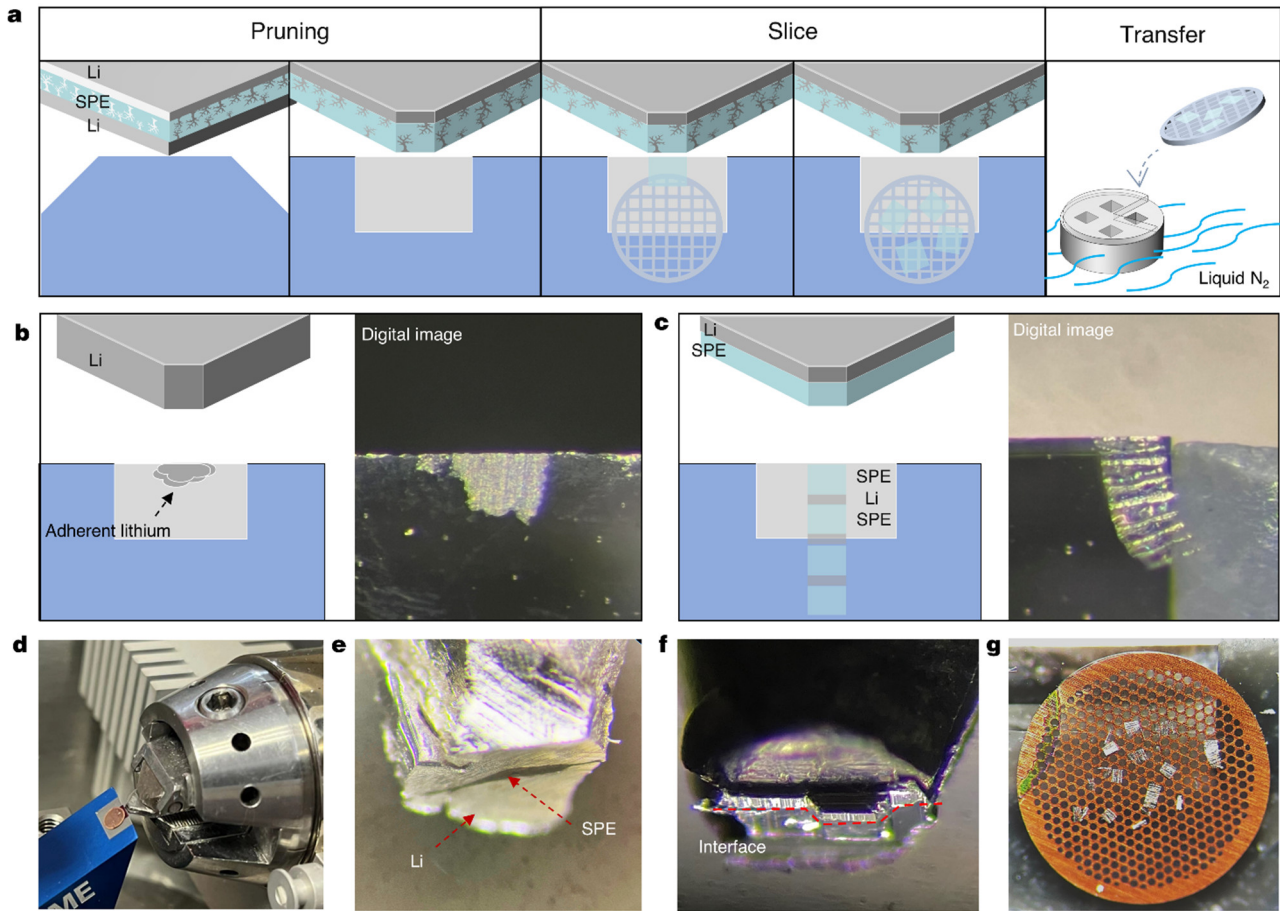 a
Pruning
Slice
Transfer
Li
SPE
Li
Liquid N₂
b
Li
Digital image
Adherent lithium
c
Li
SPE
Digital image
SPE
Li
SPE
d
ME
e
SPE
Li
f
Interface
g